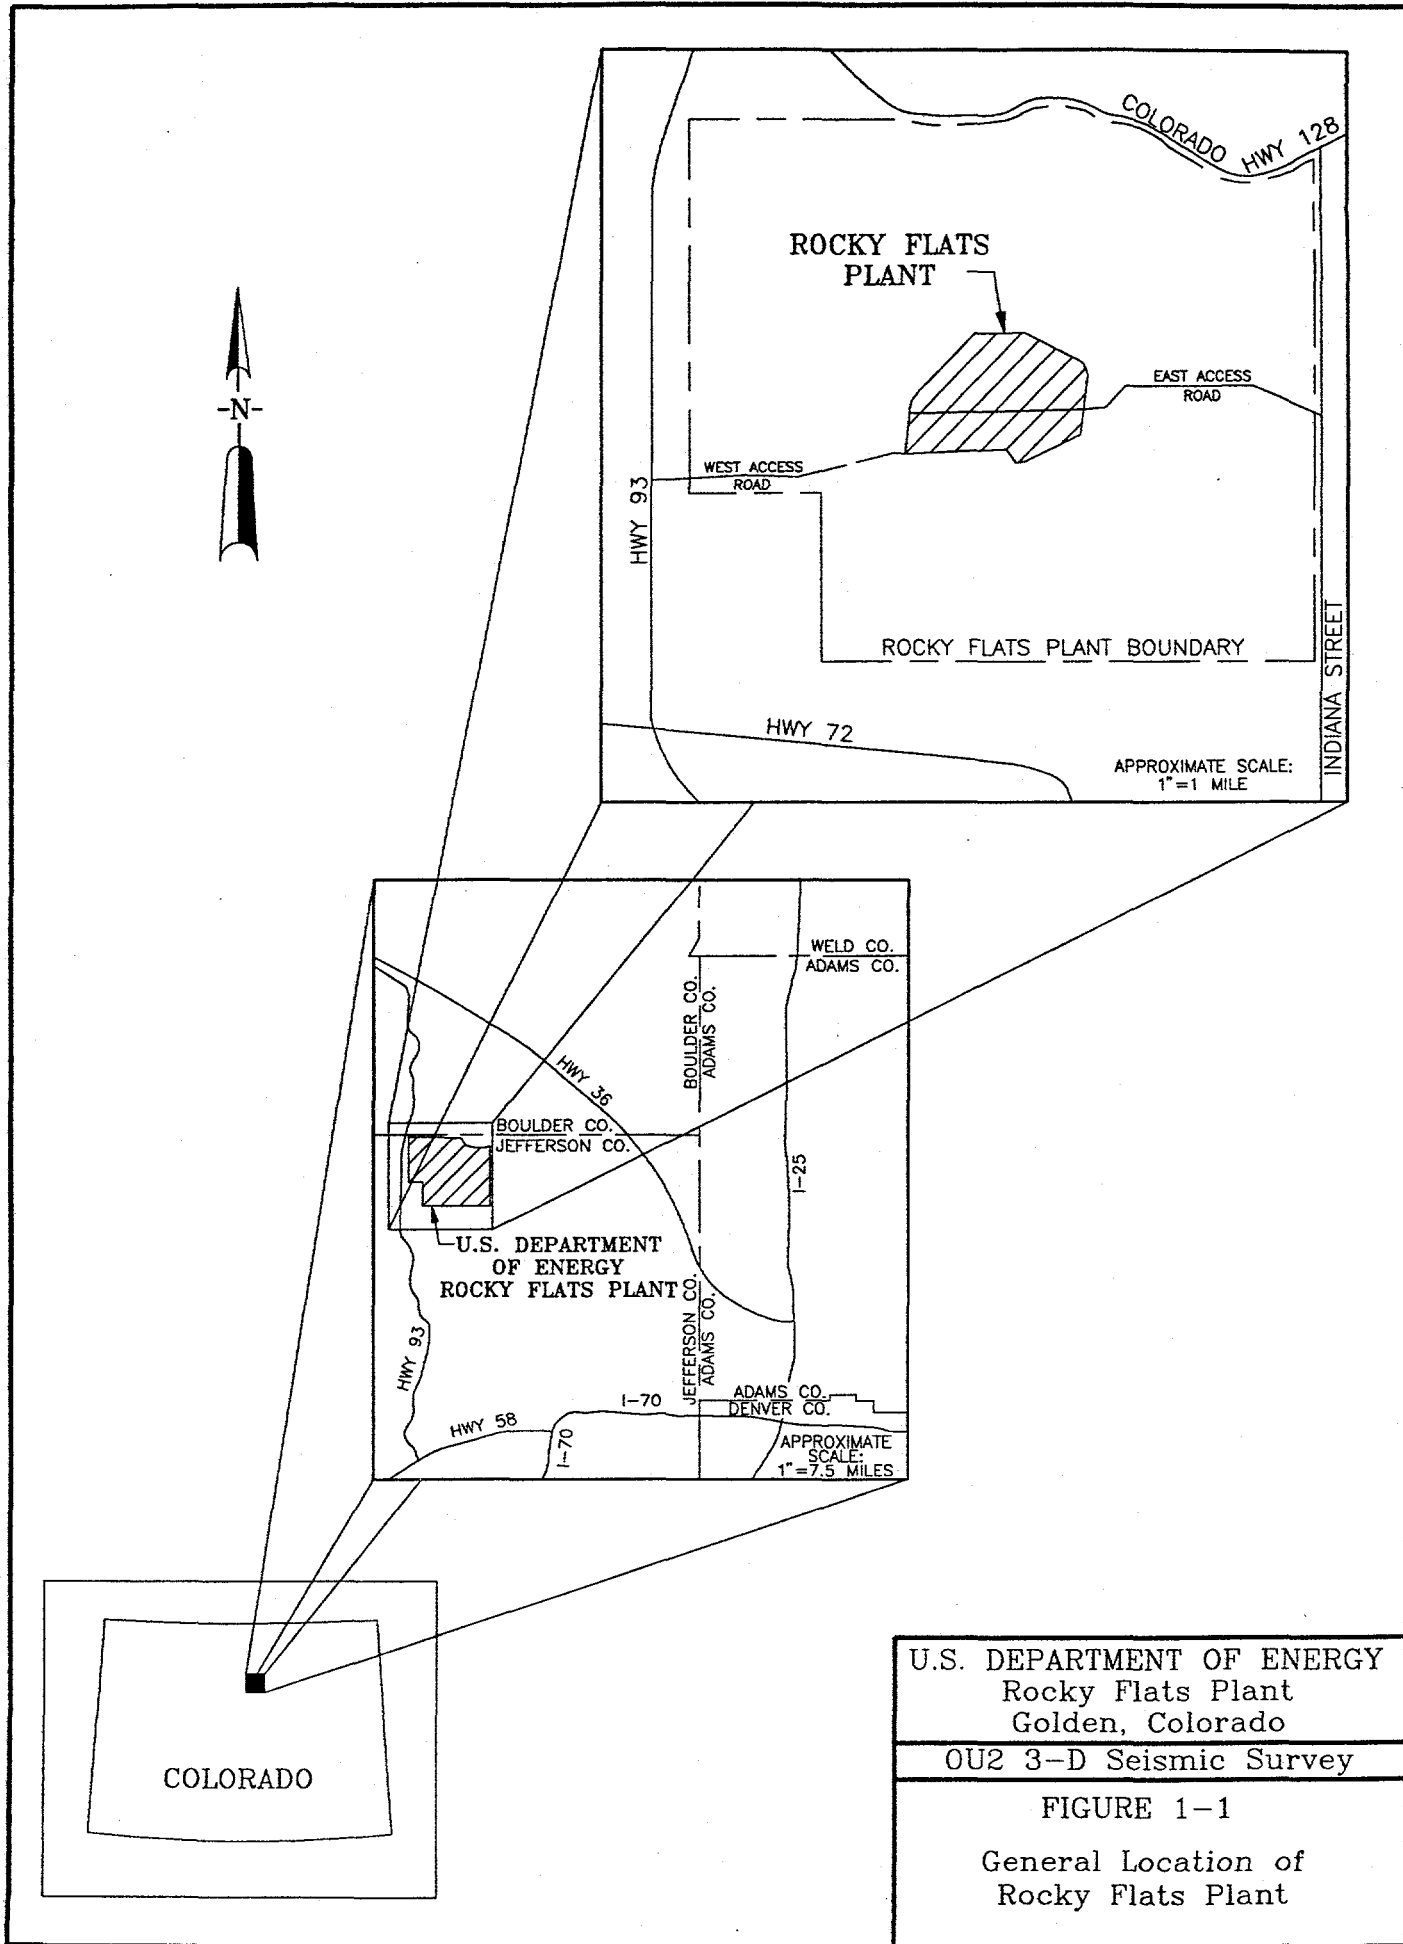 COLORADO
HWY 128
ROCKY FLATS
PLANT
-N-
EAST ACCESS
ROAD
WEST ACCESS
ROAD
HWY 93
ROCKY FLATS PLANT BOUNDARY
INDIANA STREET
HWY 72
APPROXIMATE SCALE:
1"=1 MILE
WELD CO.
ADAMS CO.
BOULDER CO.
ADAMS CO.
HWY 36
BOULDER CO.
JEFFERSON CO.
I-25
U.S. DEPARTMENT
OF ENERGY
ROCKY FLATS PLANT
JEFFERSON CO.
ADAMS CO.
HWY 93
I-70
ADAMS CO.
DENVER CO.
HWY 58
I-70
APPROXIMATE
SCALE:
1"=7.5 MILES
COLORADO
U.S. DEPARTMENT OF ENERGY
Rocky Flats Plant
Golden, Colorado
OU2 3-D Seismic Survey
FIGURE 1-1
General Location of
Rocky Flats Plant